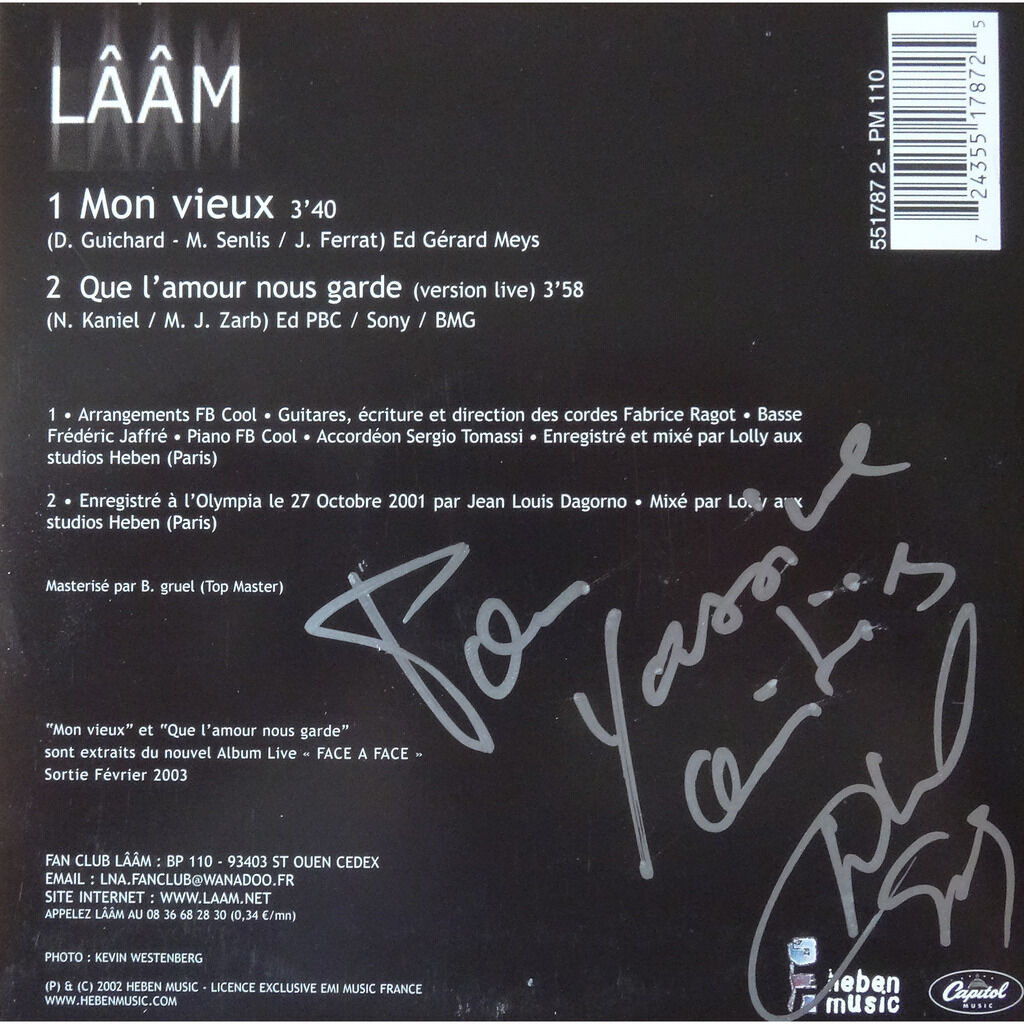 LÂÂM
1 Mon vieux 3'40
(D. Guichard - M. Senlis / J. Ferrat) Ed Gérard Meys
2 Que l'amour nous garde (version live) 3'58
(N. Kaniel / M. J. Zarb) Ed PBC / Sony / BMG
1 • Arrangements FB Cool • Guitares, écriture et direction des cordes Fabrice Ragot • Basse
Frédéric Jaffré • Piano FB Cool • Accordéon Sergio Tomassi • Enregistré et mixé par Lolly aux
studios Heben (Paris)
2 • Enregistré à l'Olympia le 27 Octobre 2001 par Jean Louis Dagorno • Mixé par Lolly aux
studios Heben (Paris)
Masterisé par B. gruel (Top Master)
"Mon vieux" et "Que l'amour nous garde"
sont extraits du nouvel Album Live « FACE A FACE »
Sortie Février 2003
FAN CLUB LÂÂM : BP 110 - 93403 ST OUEN CEDEX
EMAIL : LNA.FANCLUB@WANADOO.FR
SITE INTERNET : WWW.LAAM.NET
APPELEZ LÂÂM AU 08 36 68 28 30 (0,34 €/mn)
PHOTO : KEVIN WESTENBERG
(P) & (C) 2002 HEBEN MUSIC - LICENCE EXCLUSIVE EMI MUSIC FRANCE
WWW.HEBENMUSIC.COM
551787 2 - PM 110
7 24355 17872 5
Pour
Yassine
heben
music
Capitol
MUSIC